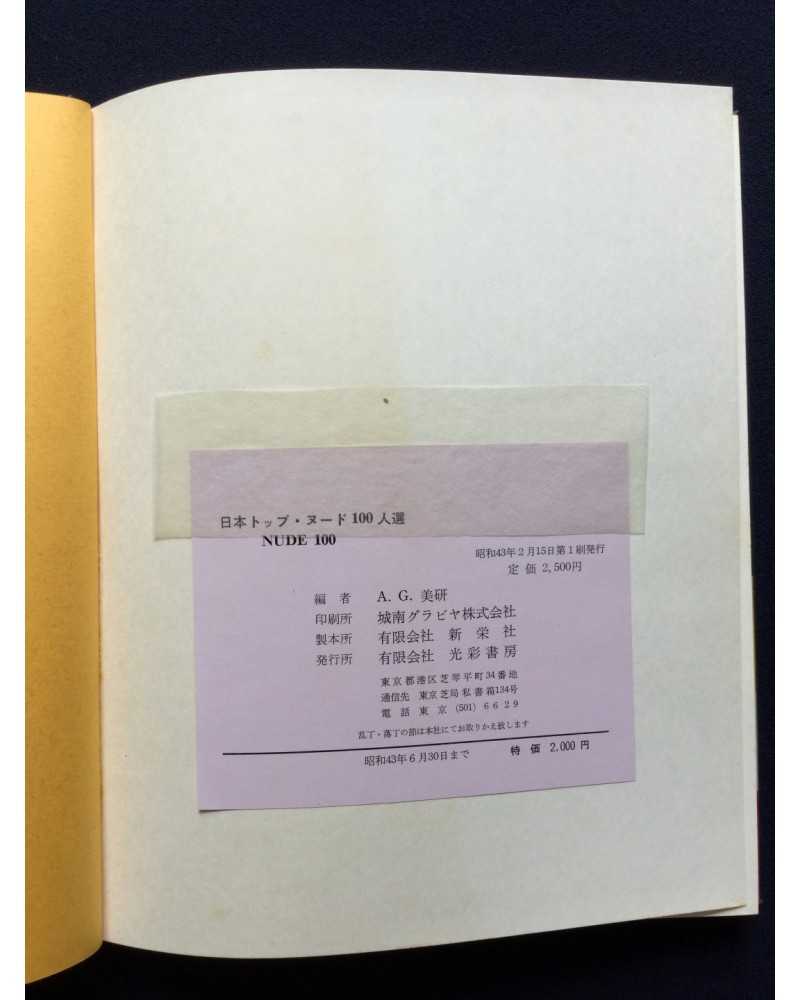 日本トップ・ヌード100人選
NUDE 100
昭和43年2月15日第1刷発行
定価 2,500円
編者 A. G. 美研
印刷所 城南グラビヤ株式会社
製本所 有限会社 新栄社
発行所 有限会社 光彩書房
東京都港区芝琴平町34番地
通信先 東京芝局私書箱134号
電話 東京 (501) 6629
乱丁・落丁の節は本社にてお取りかえ致します
昭和43年6月30日まで 特価 2,000円